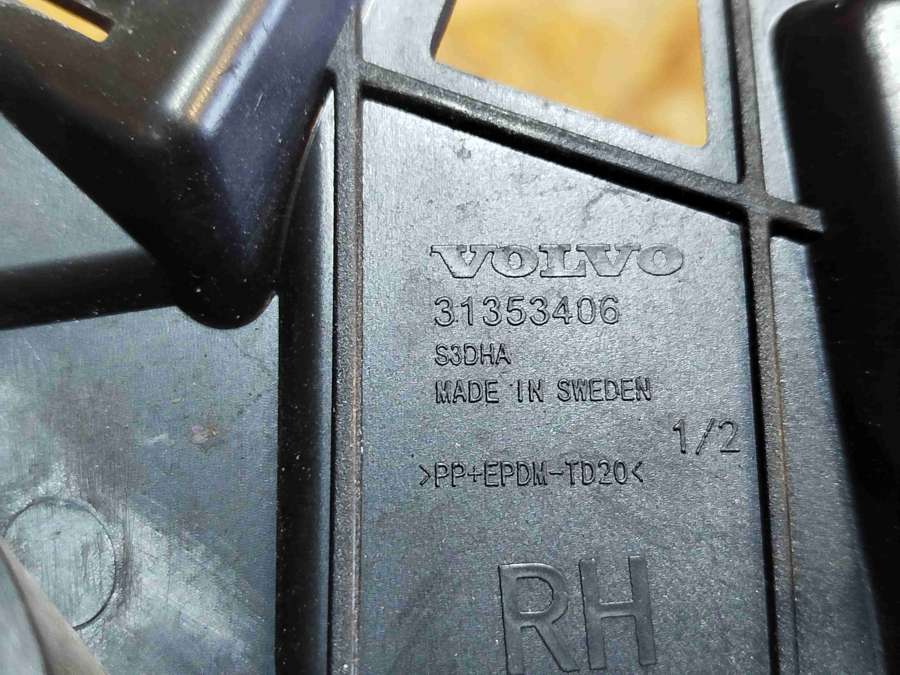 VOLVO
31353406
S3DHA
MADE IN SWEDEN
1/2
>PP+EPDM-TD20<
RH